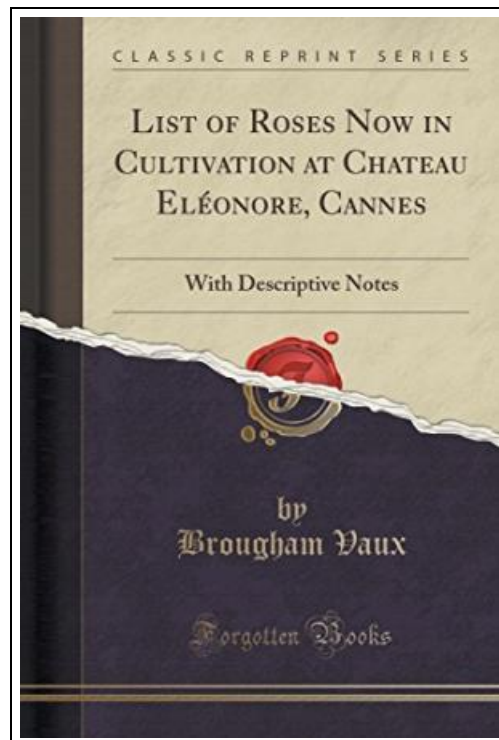 CLASSIC REPRINT SERIES
LIST OF ROSES NOW IN
CULTIVATION AT CHATEAU
ELÉONORE, CANNES
With Descriptive Notes
by
Brougham Vaux
Forgotten Books